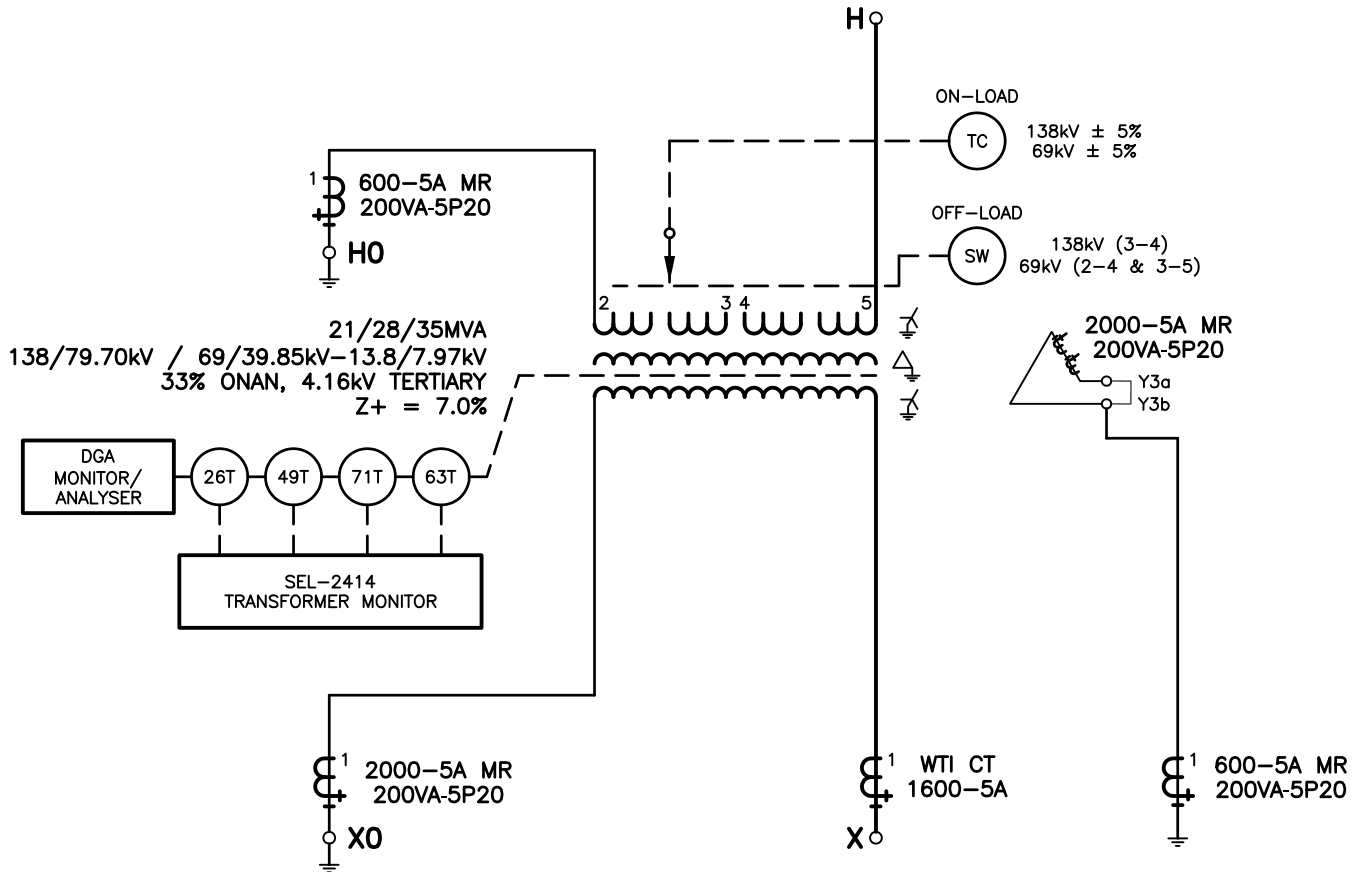 H
ON-LOAD
TC
138kV ± 5%
69kV ± 5%
1
600-5A MR
200VA-5P20
H0
OFF-LOAD
SW
138kV (3-4)
69kV (2-4 & 3-5)
2
3
4
5
21/28/35MVA
138/79.70kV / 69/39.85kV-13.8/7.97kV
33% ONAN, 4.16kV TERTIARY
Z+ = 7.0%
2000-5A MR
200VA-5P20
Y3a
Y3b
DGA
MONITOR/
ANALYSER
26T
49T
71T
63T
SEL-2414
TRANSFORMER MONITOR
1
2000-5A MR
200VA-5P20
X0
1
WTI CT
1600-5A
X
1
600-5A MR
200VA-5P20